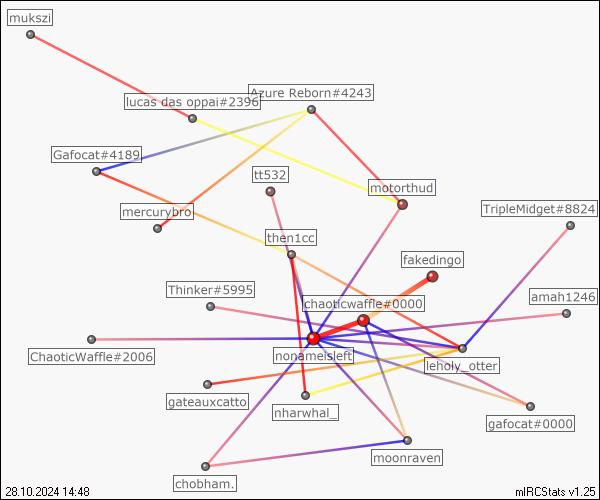 mukszi
Azure Reborn#4243
lucas das oppai#2396
Gafocat#4189
tt532
motorthud
mercurybro
TripleMidget#8824
then1cc
fakedingo
Thinker#5995
chaoticwaffle#0000
amah1246
ChaoticWaffle#2006
nonameisleft
leholy_otter
gateauxcatto
nharwhal_
gafocat#0000
moonraven
chobham.
28.10.2024 14:48
mIRCStats v1.25